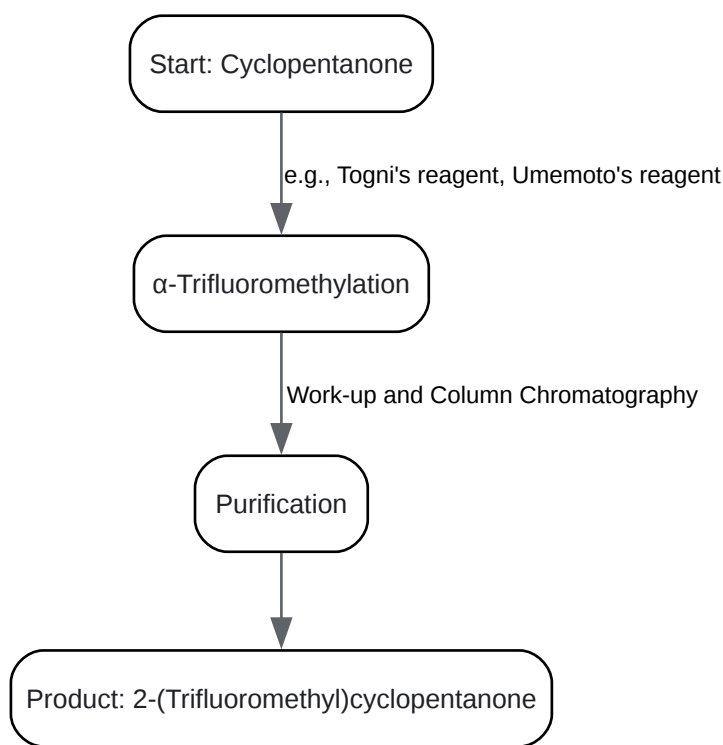 Start: Cyclopentanone
e.g., Togni's reagent, Umemoto's reagent
α-Trifluoromethylation
Work-up and Column Chromatography
Purification
Product: 2-(Trifluoromethyl)cyclopentanone